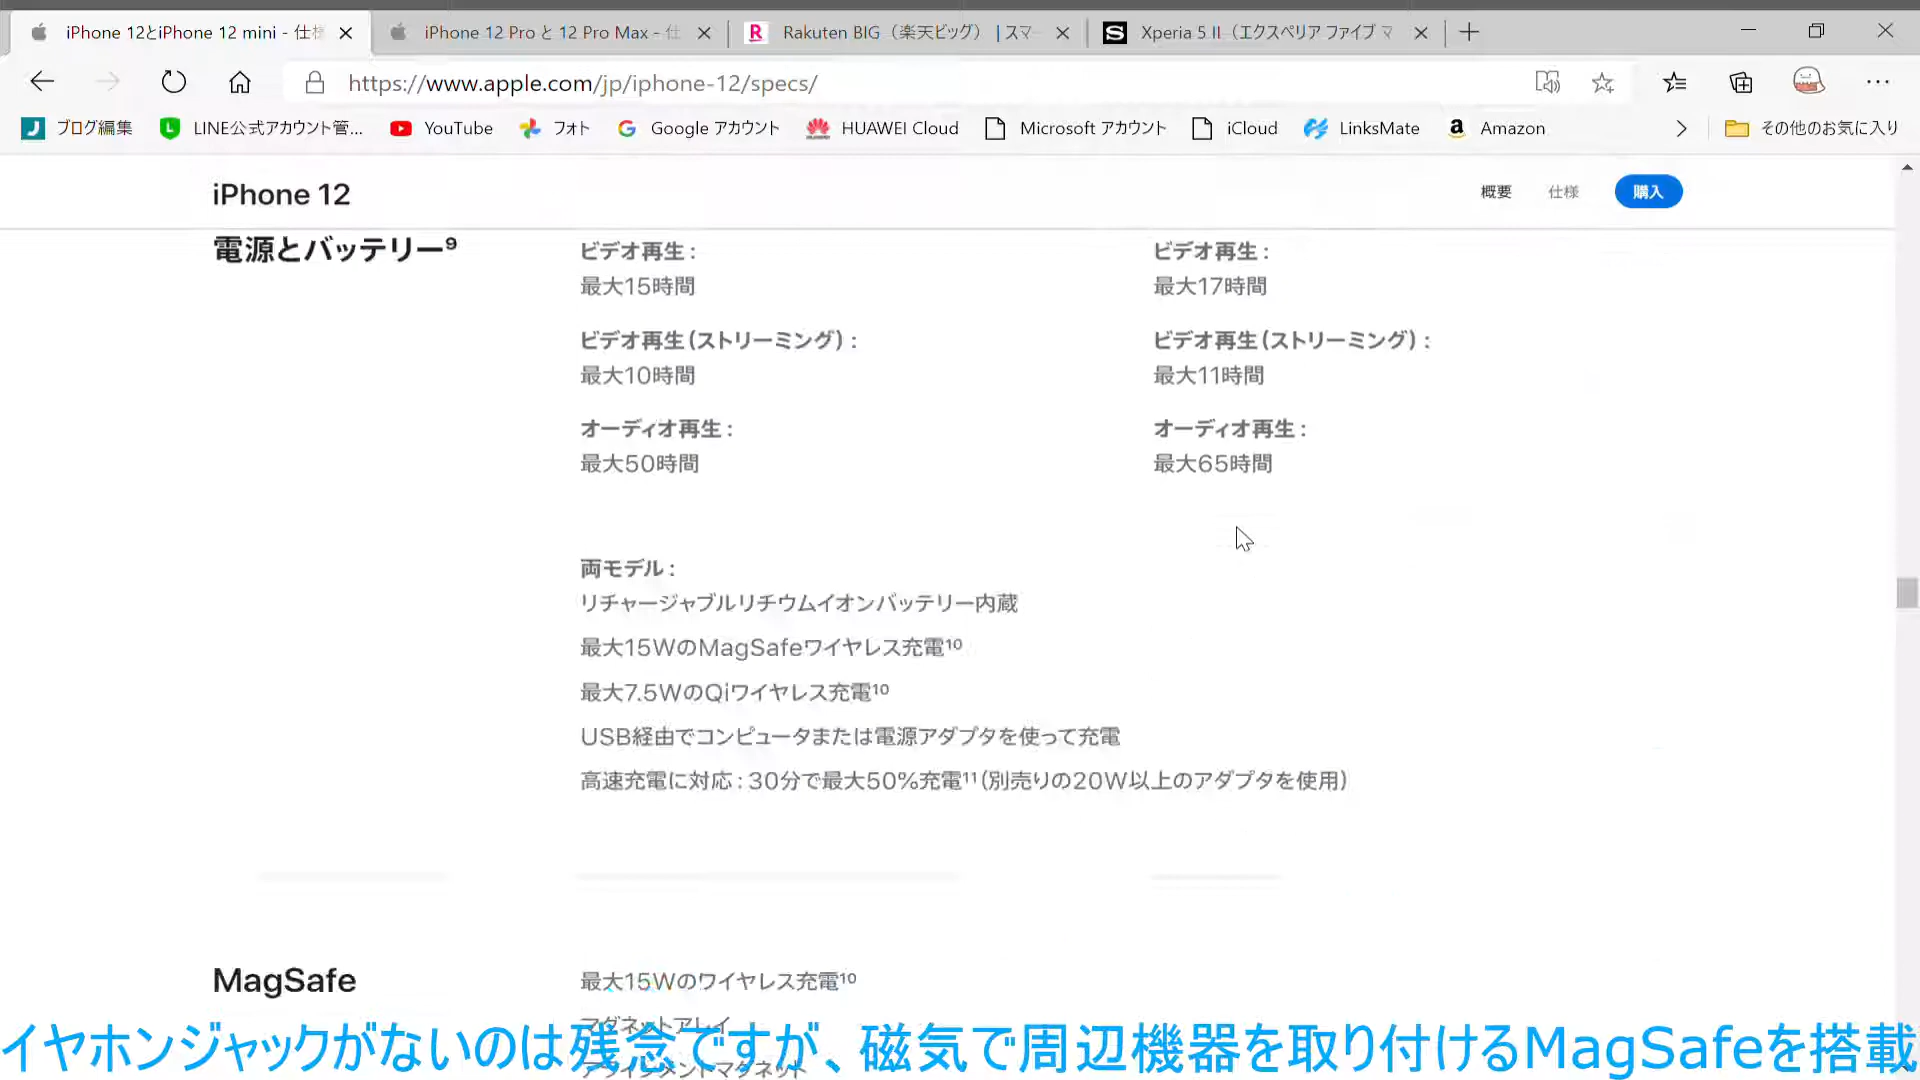 iPhone 12とiPhone 12 mini - 仕様
iPhone 12 Pro と 12 Pro Max - 仕
Rakuten BIG（楽天ビッグ） | スマ
Xperia 5 II（エクスペリア ファイブ マ
https://www.apple.com/jp/iphone-12/specs/
ブログ編集
LINE公式アカウント管...
YouTube
フォト
Google アカウント
HUAWEI Cloud
Microsoft アカウント
iCloud
LinksMate
Amazon
その他のお気に入り
iPhone 12
概要
仕様
購入
電源とバッテリー⁹
ビデオ再生：
最大15時間
ビデオ再生（ストリーミング）：
最大10時間
オーディオ再生：
最大50時間
ビデオ再生：
最大17時間
ビデオ再生（ストリーミング）：
最大11時間
オーディオ再生：
最大65時間
両モデル：
リチャージャブルリチウムイオンバッテリー内蔵
最大15WのMagSafeワイヤレス充電¹⁰
最大7.5WのQiワイヤレス充電¹⁰
USB経由でコンピュータまたは電源アダプタを使って充電
高速充電に対応：30分で最大50%充電¹¹（別売りの20W以上のアダプタを使用）
MagSafe
最大15Wのワイヤレス充電¹⁰
マグネットアレイ
アラインメントマグネット
イヤホンジャックがないのは残念ですが、磁気で周辺機器を取り付けるMagSafeを搭載